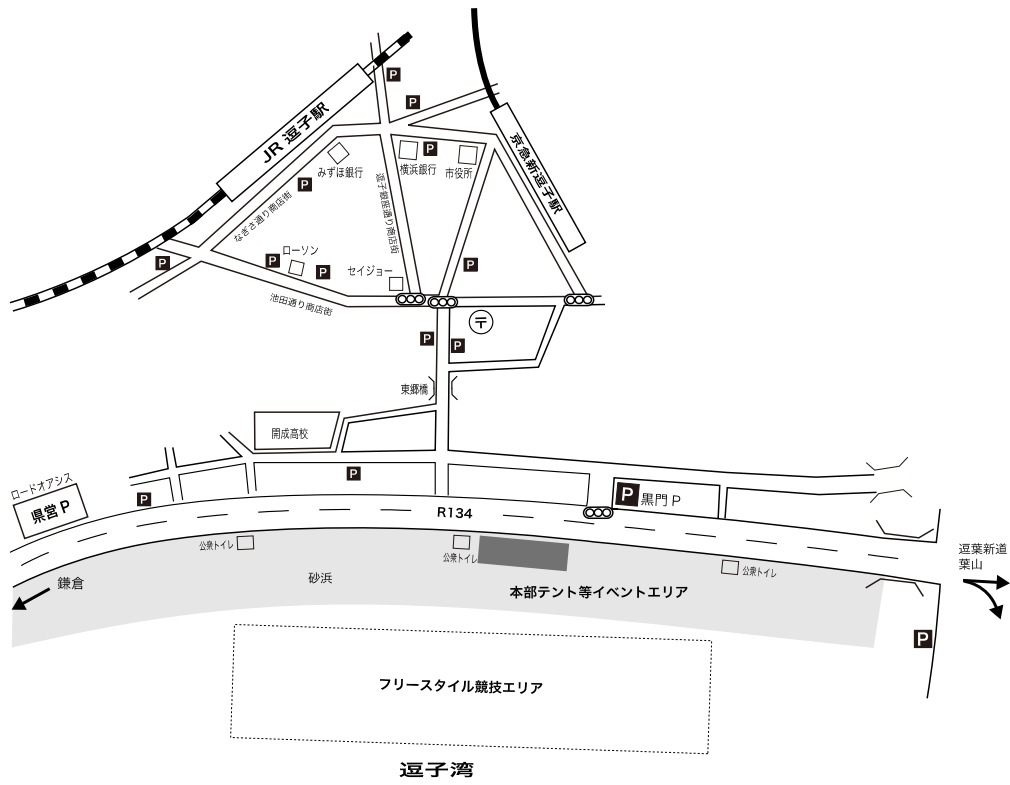 P
P
JR 逗子駅
京急新逗子駅
みずほ銀行
横浜銀行
P
市役所
P
なぎさ通り商店街
逗子銀座通り商店街
ローソン
P
P
P
P
セイジョー
池田通り商店街
〒
P
P
東郷橋
開成高校
P
ロードオアシス
県営 P
P
P
黒門 P
R134
公衆トイレ
公衆トイレ
公衆トイレ
逗葉新道
葉山
鎌倉
砂浜
本部テント等イベントエリア
P
フリースタイル競技エリア
逗子湾